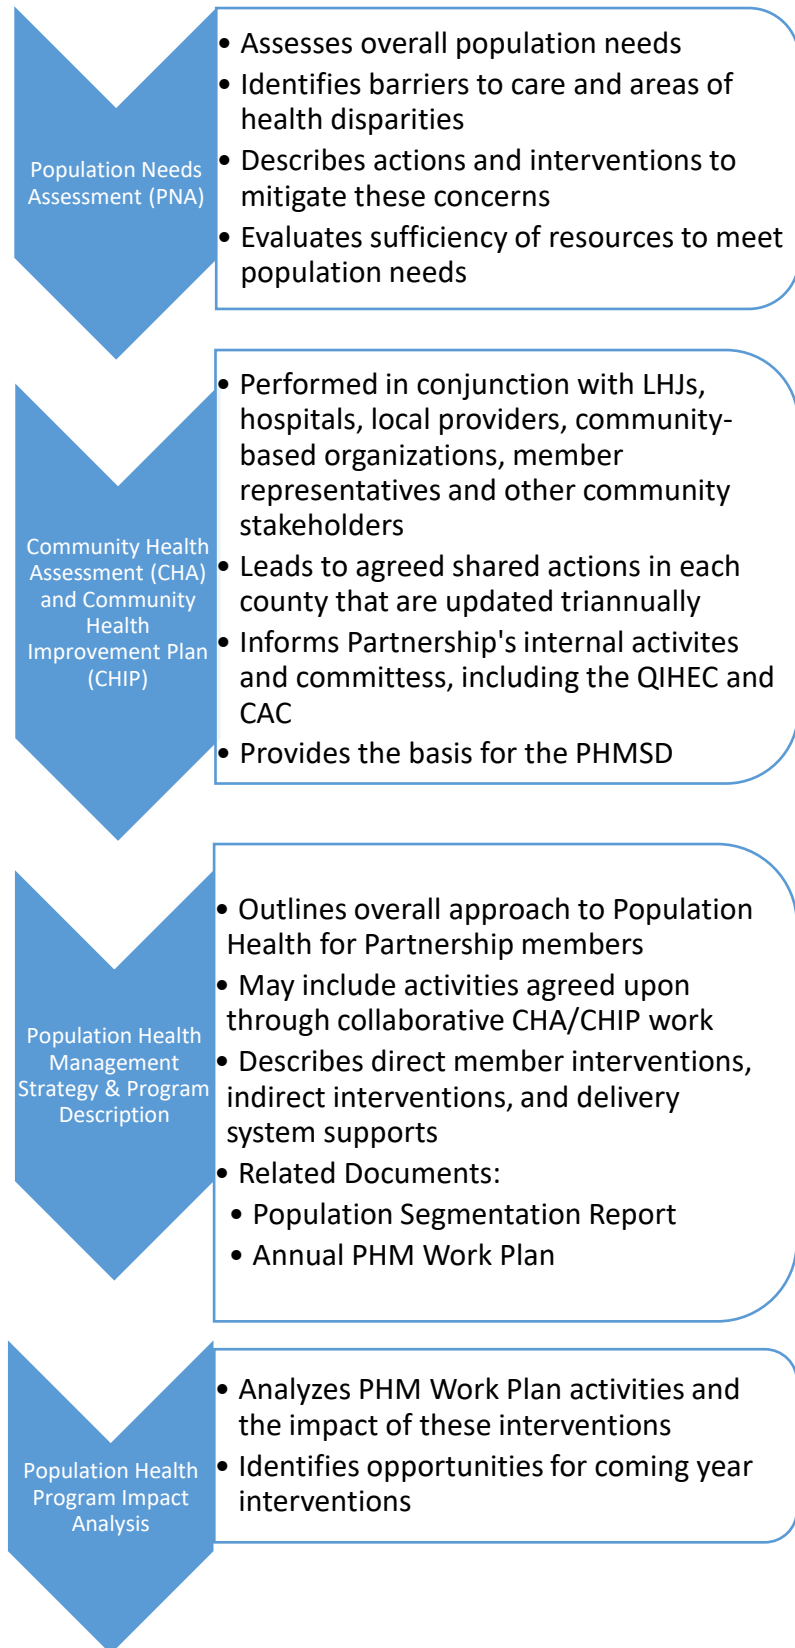 Population Needs
Assessment (PNA)
• Assesses overall population needs
• Identifies barriers to care and areas of
health disparities
• Describes actions and interventions to
mitigate these concerns
• Evaluates sufficiency of resources to meet
population needs
Community Health
Assessment (CHA)
and Community
Health
Improvement Plan
(CHIP)
• Performed in conjunction with LHJs,
hospitals, local providers, community-
based organizations, member
representatives and other community
stakeholders
• Leads to agreed shared actions in each
county that are updated triannually
• Informs Partnership's internal activites
and committess, including the QIHEC and
CAC
• Provides the basis for the PHMSD
Population Health
Management
Strategy & Program
Description
• Outlines overall approach to Population
Health for Partnership members
• May include activities agreed upon
through collaborative CHA/CHIP work
• Describes direct member interventions,
indirect interventions, and delivery
system supports
• Related Documents:
• Population Segmentation Report
• Annual PHM Work Plan
Population Health
Program Impact
Analysis
• Analyzes PHM Work Plan activities and
the impact of these interventions
• Identifies opportunities for coming year
interventions